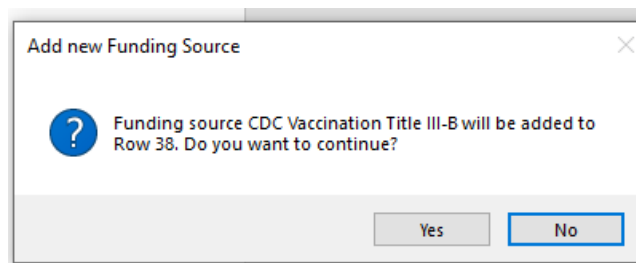 Add new Funding Source
Funding source CDC Vaccination Title III-B will be added to
Row 38. Do you want to continue?
Yes
No